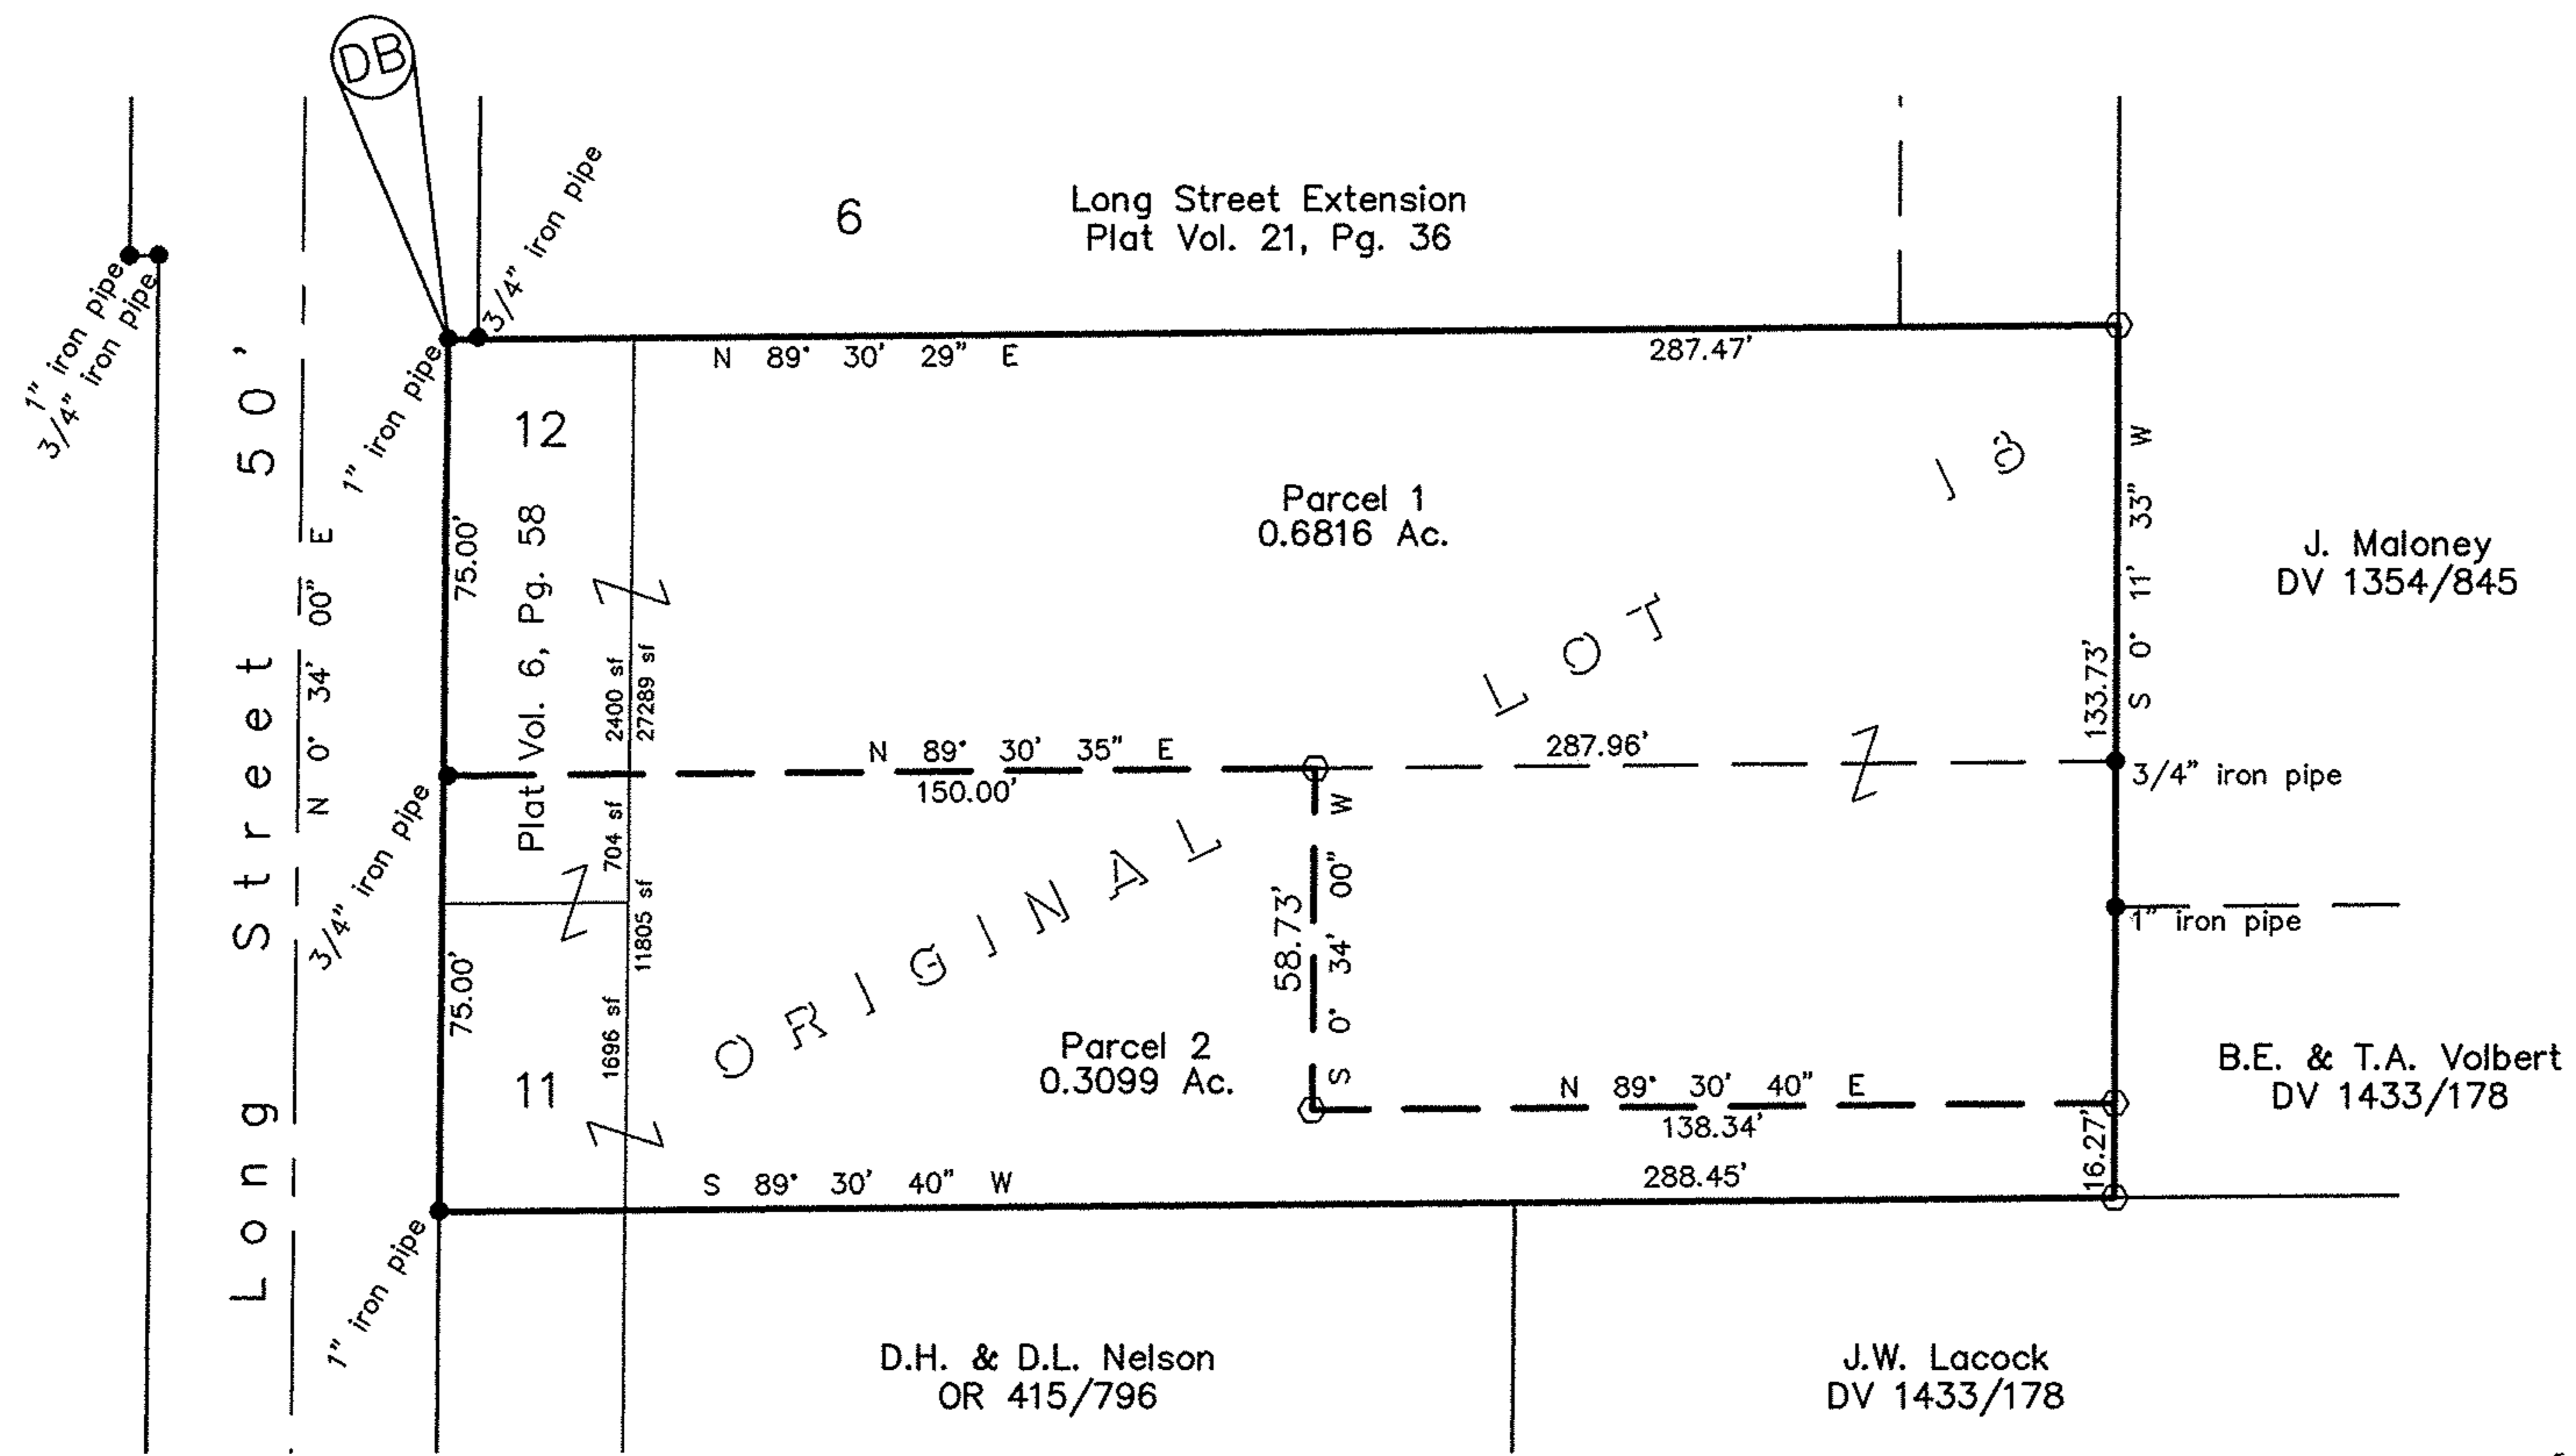 DB
1" iron pipe
3/4" iron pipe
3/4" iron pipe
1" iron pipe
6
Long Street Extension
Plat Vol. 21, Pg. 36
N 89° 30' 29" E
287.47'
Long Street 50'
N 0° 34' 00" E
12
75.00'
Plat Vol. 6, Pg. 58
2400 sf
27289 sf
Parcel 1
0.6816 Ac.
ORIGINAL LOT 18
S 0° 11' 33" W
133.73'
J. Maloney
DV 1354/845
N 89° 30' 35" E
150.00'
287.96'
3/4" iron pipe
3/4" iron pipe
704 sf
11805 sf
1" iron pipe
75.00'
1696 sf
11
S 0° 34' 00" W
58.73'
Parcel 2
0.3099 Ac.
N 89° 30' 40" E
138.34'
16.27'
B.E. & T.A. Volbert
DV 1433/178
S 89° 30' 40" W
288.45'
1" iron pipe
D.H. & D.L. Nelson
OR 415/796
J.W. Lacock
DV 1433/178